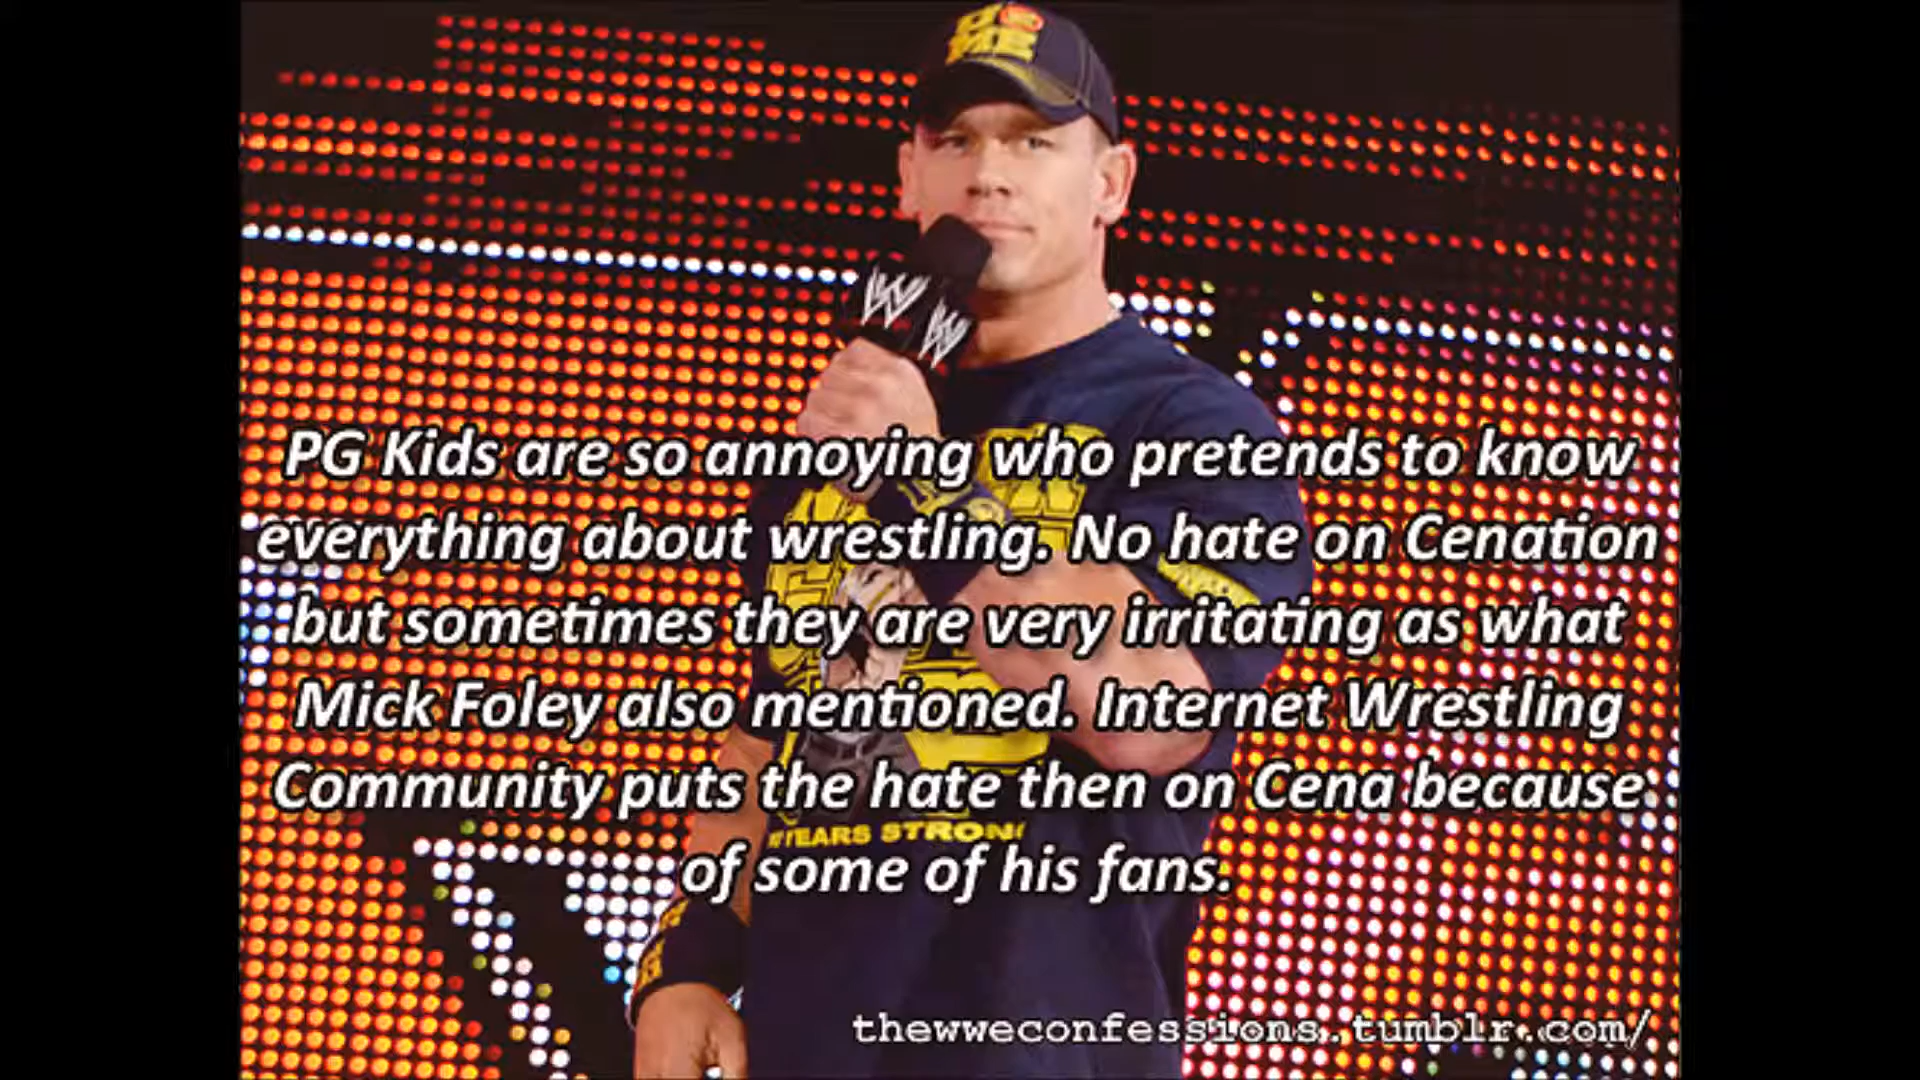 PG Kids are so annoying who pretends to know
everything about wrestling. No hate on Cenation
but sometimes they are very irritating as what
Mick Foley also mentioned. Internet Wrestling
Community puts the hate then on Cena because
of some of his fans.
YEARS STRONG
thewweconfessions.tumblr.com/